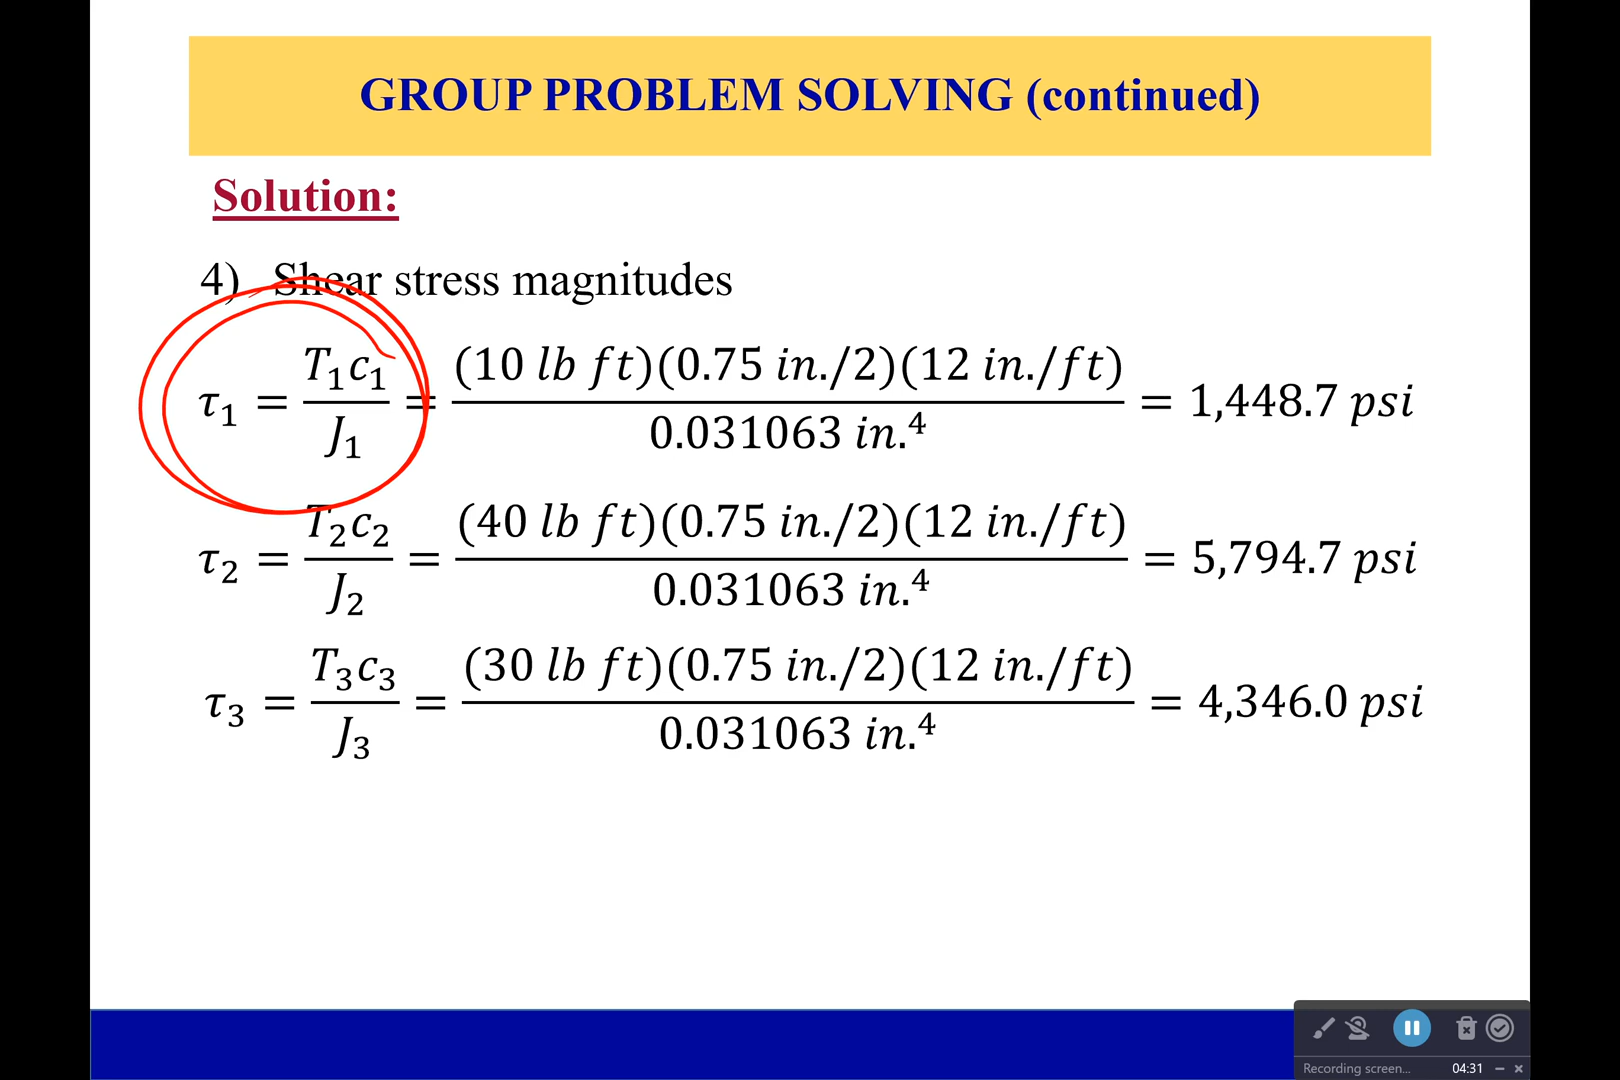 GROUP PROBLEM SOLVING (continued)
Solution:
4) Shear stress magnitudes
τ₁ = T₁c₁ / J₁ = (10 lb ft)(0.75 in./2)(12 in./ft) / 0.031063 in.⁴ = 1,448.7 psi
τ₂ = T₂c₂ / J₂ = (40 lb ft)(0.75 in./2)(12 in./ft) / 0.031063 in.⁴ = 5,794.7 psi
τ₃ = T₃c₃ / J₃ = (30 lb ft)(0.75 in./2)(12 in./ft) / 0.031063 in.⁴ = 4,346.0 psi
Recording screen... 04:31